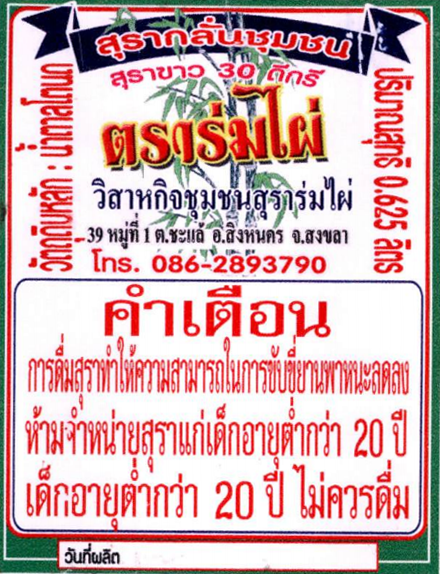 สุรากลั่นชุมชน
สุราขาว 30 ดีกรี
ตราร่มไผ่
วิสาหกิจชุมชนสุราร่มไผ่
39 หมู่ที่ 1 ต.ชะแล้ อ.สิงหนคร จ.สงขลา
โทร. 086-2893790
วัตถุดิบหลัก : น้ำตาลโตนด
ปริมาณสุทธิ 0.625 ลิตร
คำเตือน
การดื่มสุราทำให้ความสามารถในการขับขี่ยานพาหนะลดลง
ห้ามจำหน่ายสุราแก่เด็กอายุต่ำกว่า 20 ปี
เด็กอายุต่ำกว่า 20 ปี ไม่ควรดื่ม
วันที่ผลิต